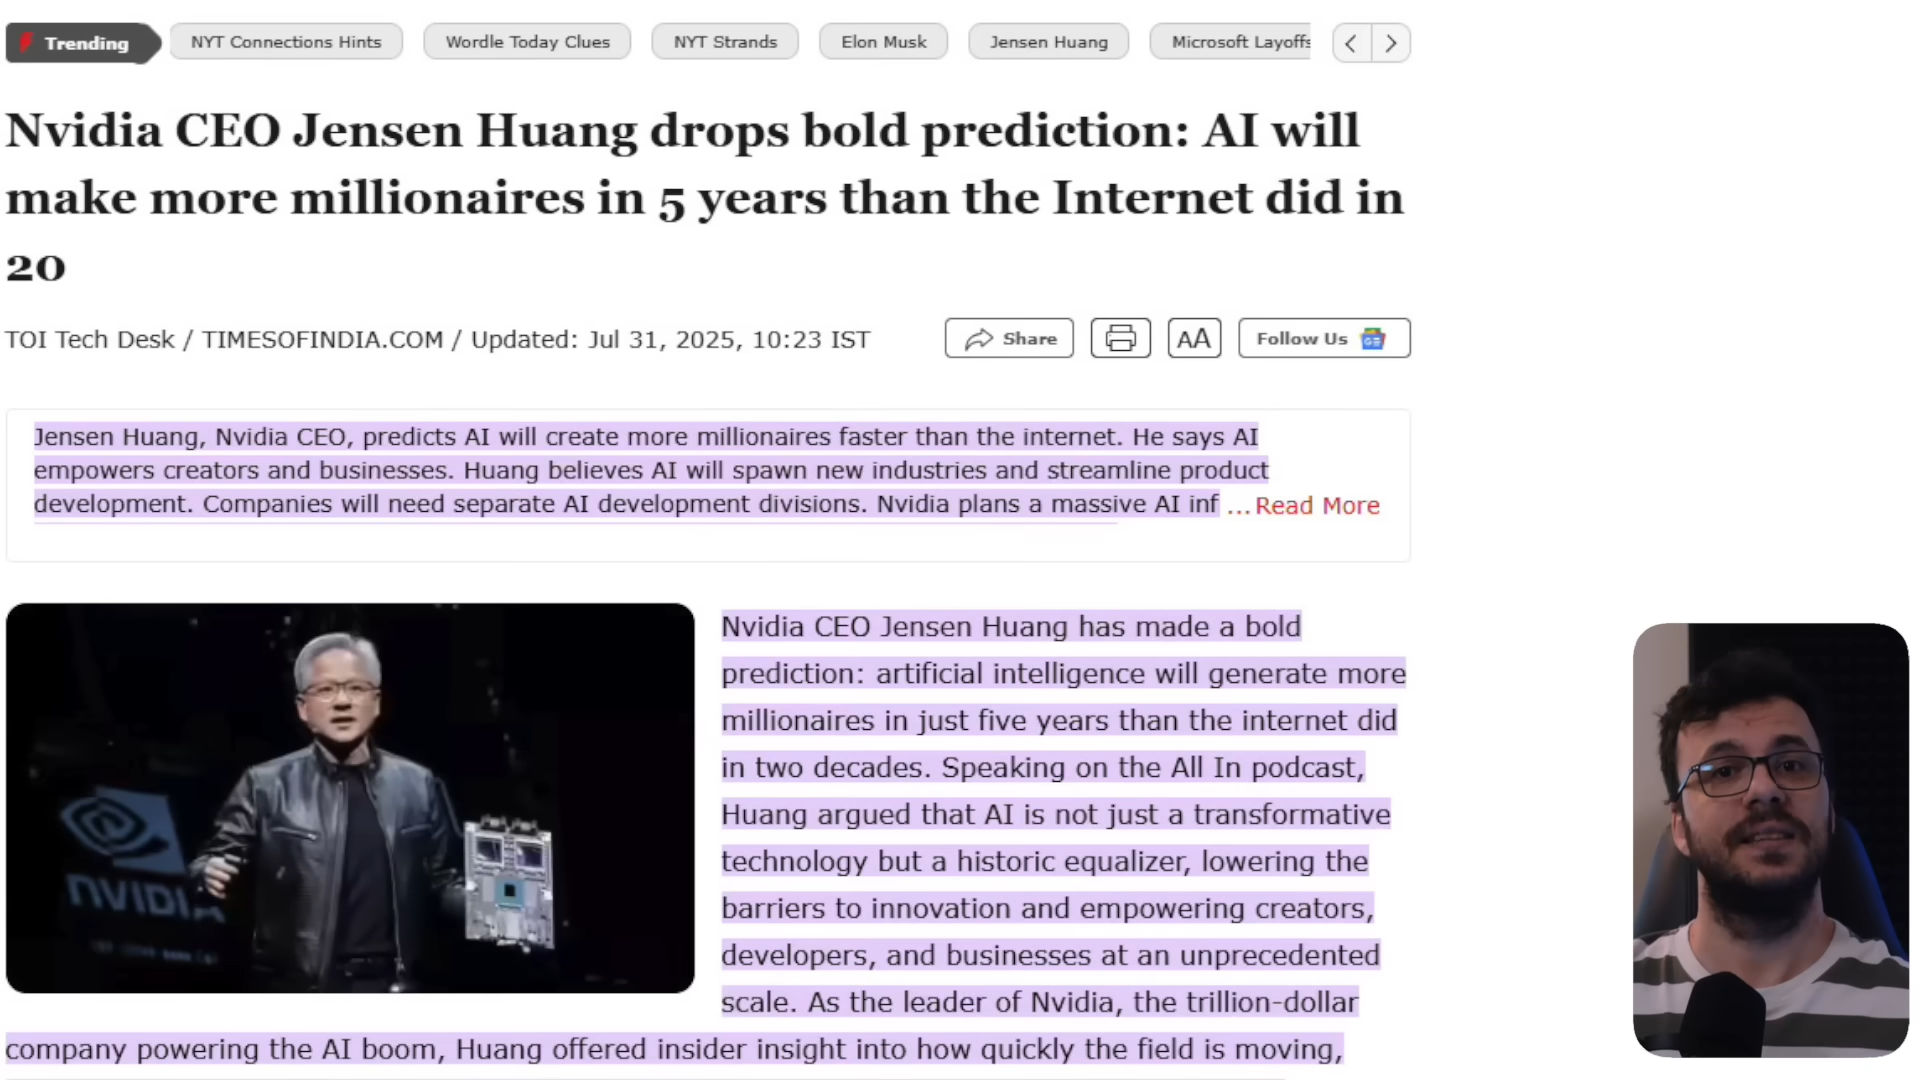 Trending
NYT Connections Hints
Wordle Today Clues
NYT Strands
Elon Musk
Jensen Huang
Microsoft Layoffs
Nvidia CEO Jensen Huang drops bold prediction: AI will
make more millionaires in 5 years than the Internet did in
20
TOI Tech Desk / TIMESOFINDIA.COM / Updated: Jul 31, 2025, 10:23 IST
Share
AA
Follow Us
Jensen Huang, Nvidia CEO, predicts AI will create more millionaires faster than the internet. He says AI
empowers creators and businesses. Huang believes AI will spawn new industries and streamline product
development. Companies will need separate AI development divisions. Nvidia plans a massive AI inf ... Read More
NVIDIA
Nvidia CEO Jensen Huang has made a bold
prediction: artificial intelligence will generate more
millionaires in just five years than the internet did
in two decades. Speaking on the All In podcast,
Huang argued that AI is not just a transformative
technology but a historic equalizer, lowering the
barriers to innovation and empowering creators,
developers, and businesses at an unprecedented
scale. As the leader of Nvidia, the trillion-dollar
company powering the AI boom, Huang offered insider insight into how quickly the field is moving,